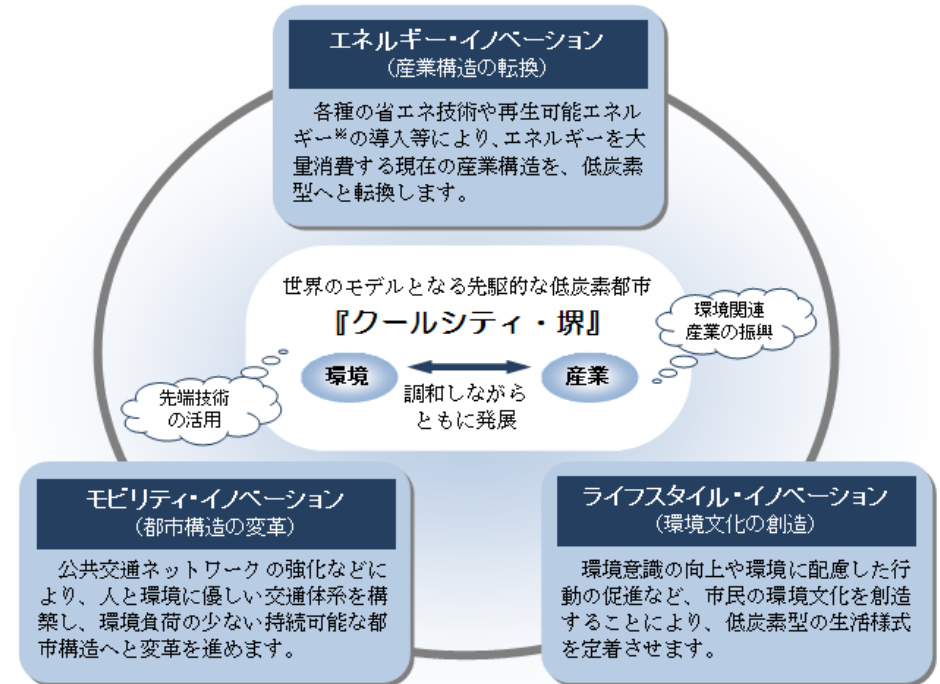 エネルギー・イノベーション
（産業構造の転換）
各種の省エネ技術や再生可能エネル
ギー※の導入等により、エネルギーを大
量消費する現在の産業構造を、低炭素
型へと転換します。
世界のモデルとなる先駆的な低炭素都市
『クールシティ・堺』
環境関連
産業の振興
環境
産業
調和しながら
ともに発展
先端技術
の活用
モビリティ・イノベーション
（都市構造の変革）
公共交通ネットワークの強化などに
より、人と環境に優しい交通体系を構
築し、環境負荷の少ない持続可能な都
市構造へと変革を進めます。
ライフスタイル・イノベーション
（環境文化の創造）
環境意識の向上や環境に配慮した行
動の促進など、市民の環境文化を創造
することにより、低炭素型の生活様式
を定着させます。